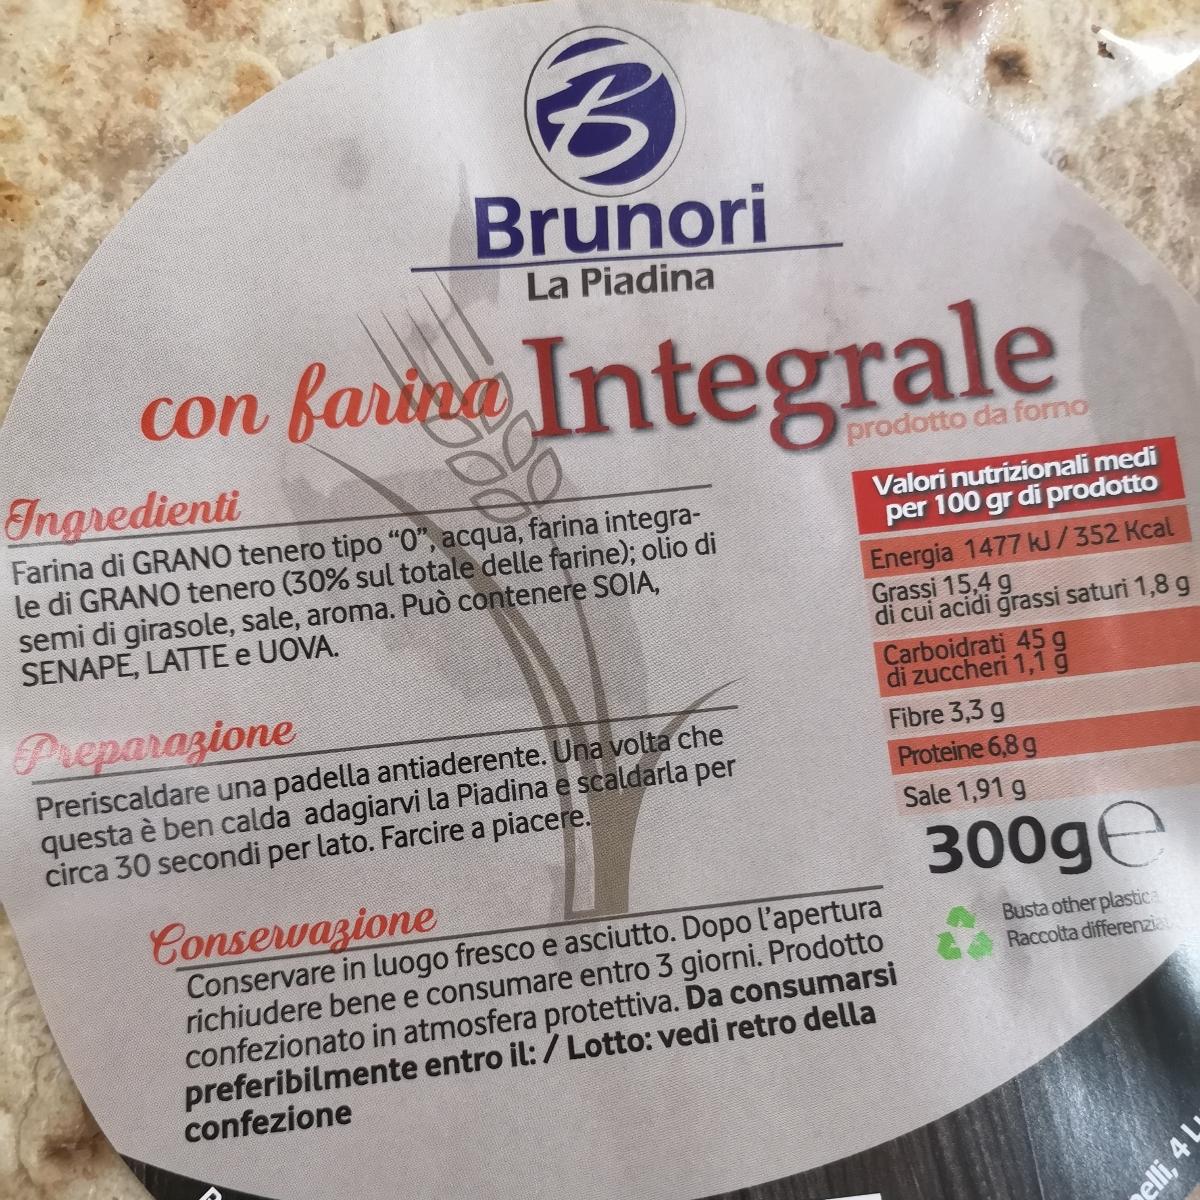 B
Brunori
La Piadina
con farina Integrale
prodotto da forno
Ingredienti
Farina di GRANO tenero tipo “0”, acqua, farina integra-
le di GRANO tenero (30% sul totale delle farine); olio di
semi di girasole, sale, aroma. Può contenere SOIA,
SENAPE, LATTE e UOVA.
Preparazione
Preriscaldare una padella antiaderente. Una volta che
questa è ben calda adagiarvi la Piadina e scaldarla per
circa 30 secondi per lato. Farcire a piacere.
Conservazione
Conservare in luogo fresco e asciutto. Dopo l’apertura
richiudere bene e consumare entro 3 giorni. Prodotto
confezionato in atmosfera protettiva. Da consumarsi
preferibilmente entro il: / Lotto: vedi retro della
confezione
Valori nutrizionali medi
per 100 gr di prodotto
Energia 1477 kJ / 352 Kcal
Grassi 15,4 g
di cui acidi grassi saturi 1,8 g
Carboidrati 45 g
di zuccheri 1,1 g
Fibre 3,3 g
Proteine 6,8 g
Sale 1,91 g
300g ℮
Busta other plastic
Raccolta